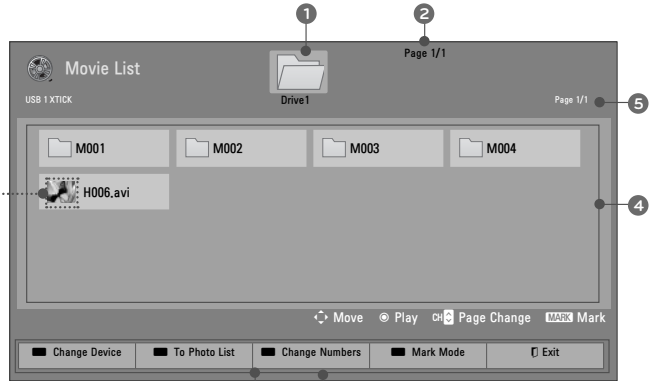 1
2
Page 1/1
Movie List
USB 1 XTICK
Drive1
Page 1/1
5
M001
M002
M003
M004
H006.avi
4
Move
Play
CH Page Change
MARK Mark
Change Device
To Photo List
Change Numbers
Mark Mode
Exit